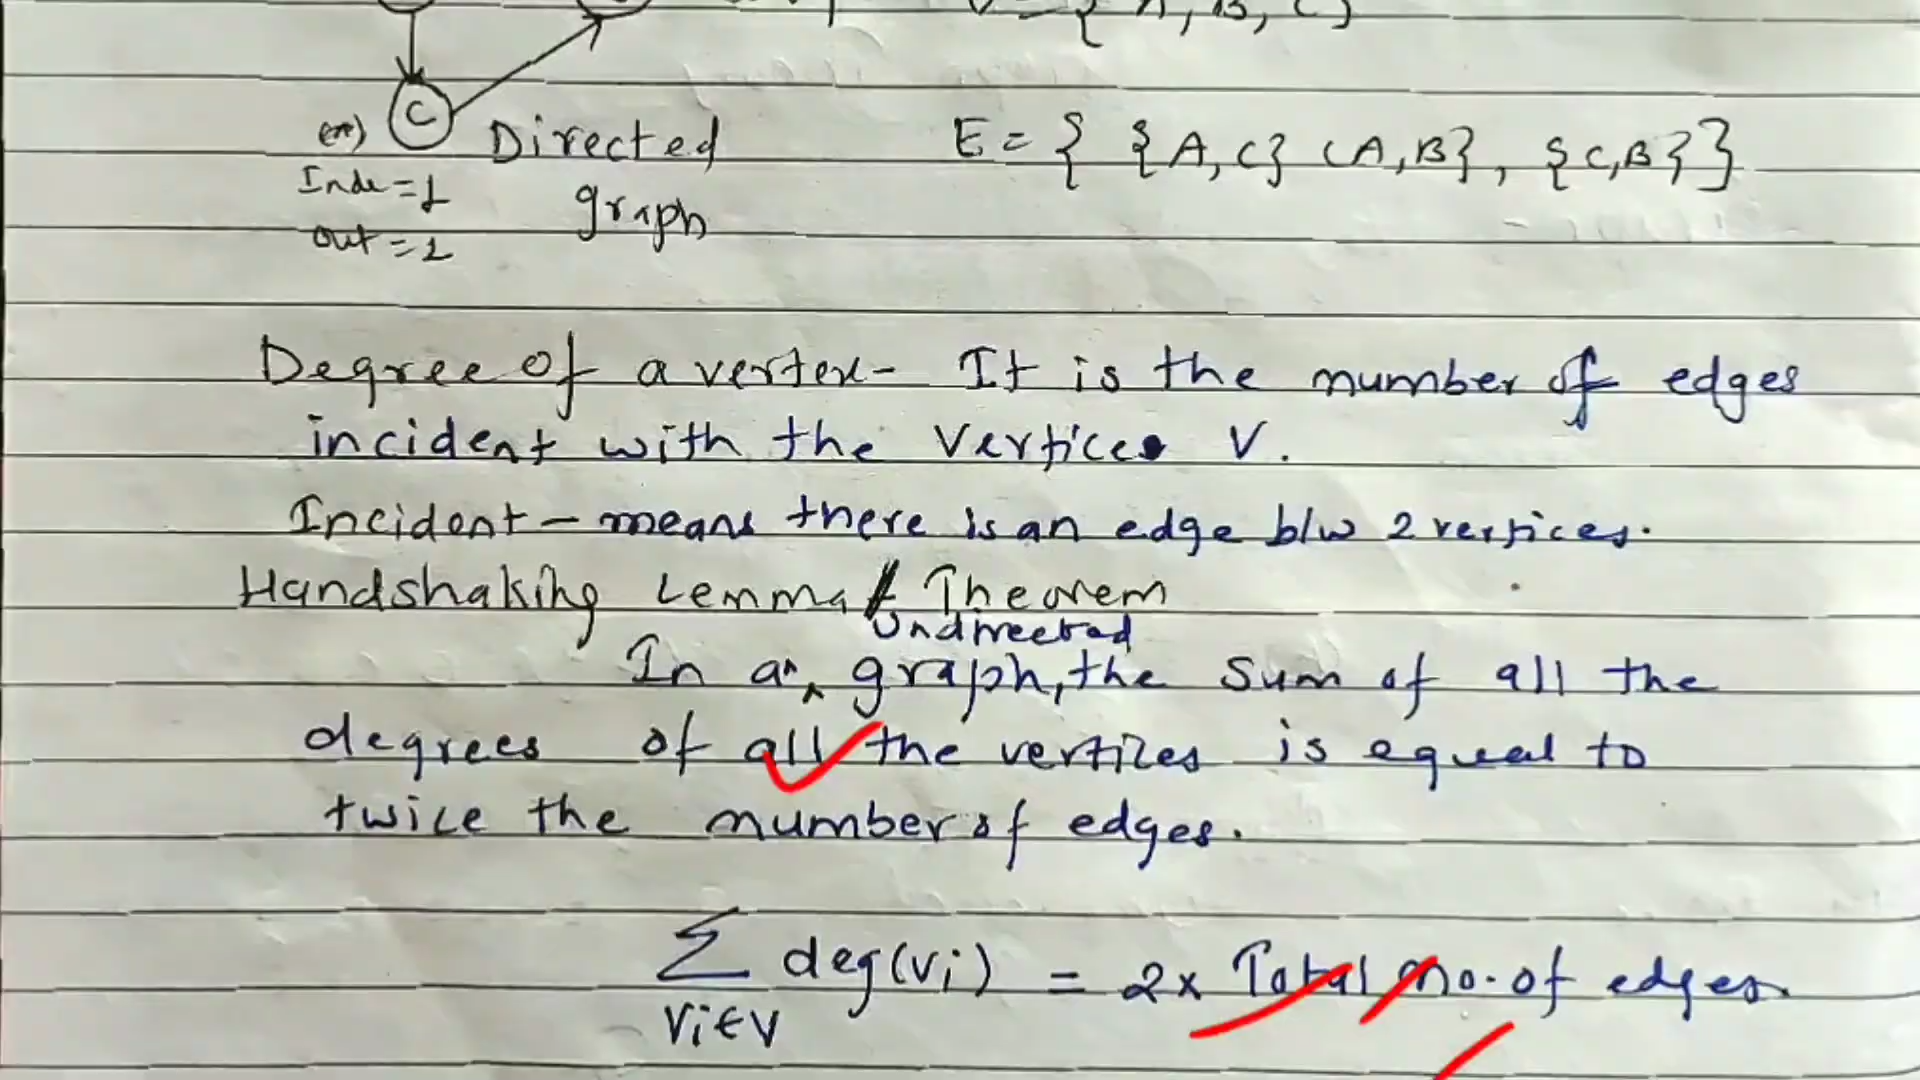 V = { A, B, C }
C
Directed
E = { {A, C} (A, B}, {C, B} }
Inde = 1
graph
out = 1
Degree of a vertex - It is the number of edges
incident with the vertices V.
Incident - means there is an edge b/w 2 vertices.
Handshaking Lemma / Theorem
undirected
In an graph, the sum of all the
degrees of all the vertices is equal to
twice the number of edges.
∑ deg(vi) = 2x Total no. of edges.
Vi∈V